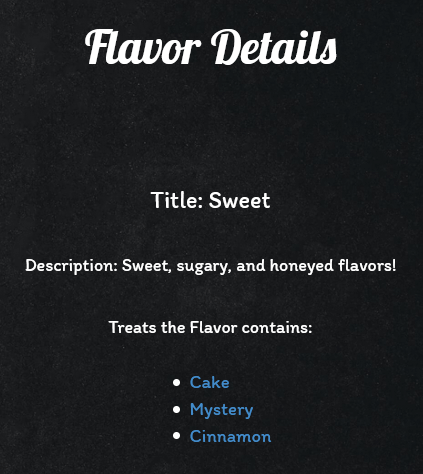 Flavor Details
Title: Sweet
Description: Sweet, sugary, and honeyed flavors!
Treats the Flavor contains:
Cake
Mystery
Cinnamon